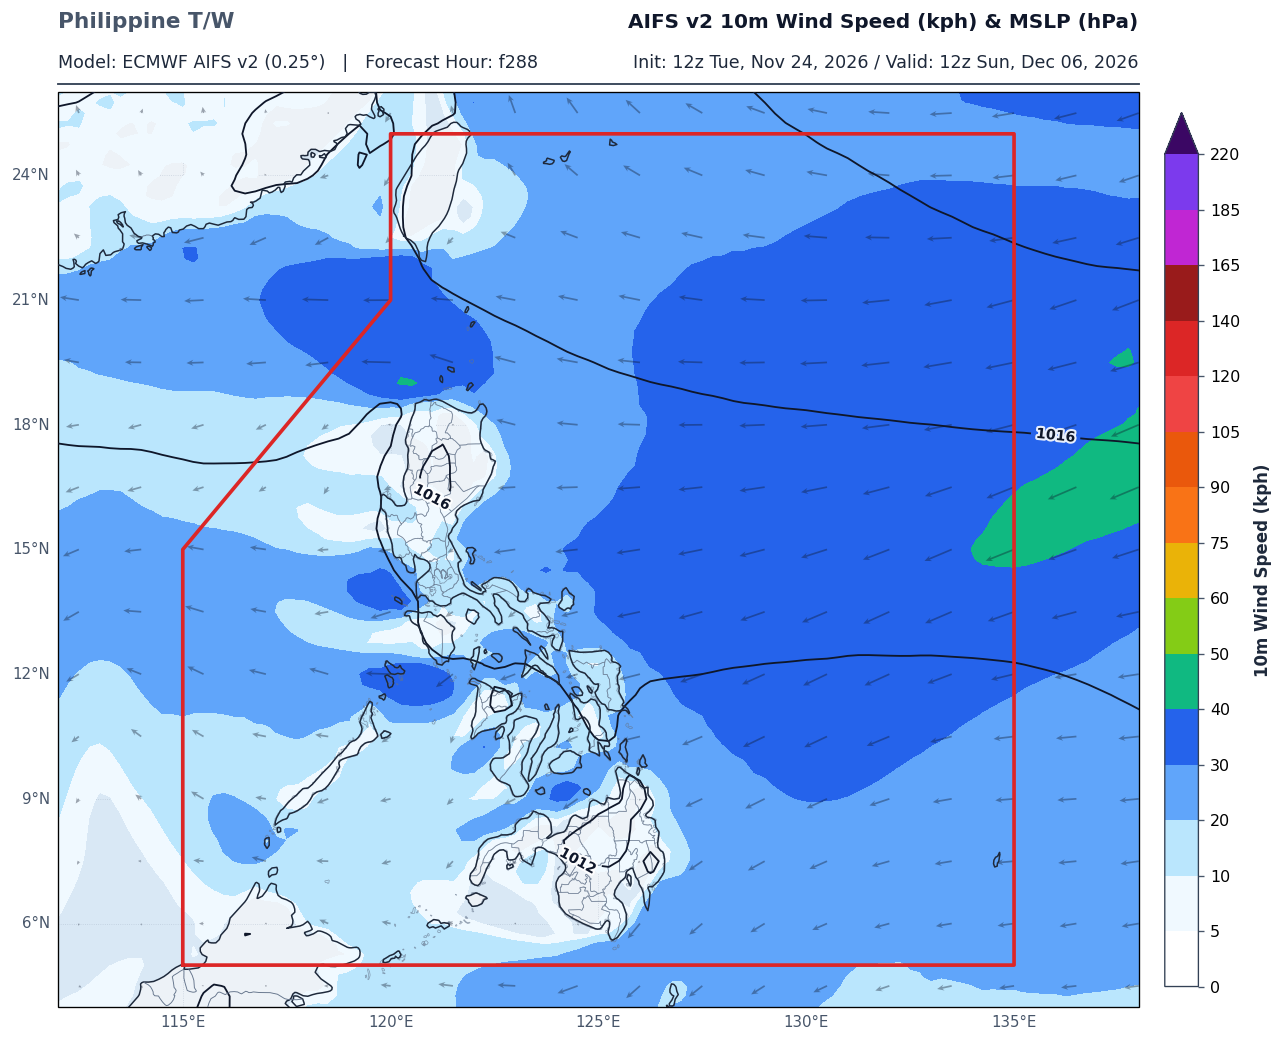 Philippine T/W
AIFS v2 10m Wind Speed (kph) & MSLP (hPa)
Model: ECMWF AIFS v2 (0.25°) | Forecast Hour: f288
Init: 12z Tue, Nov 24, 2026 / Valid: 12z Sun, Dec 06, 2026
24°N
21°N
18°N
15°N
12°N
9°N
6°N
115°E
120°E
125°E
130°E
135°E
1016
1016
1012
220
185
165
140
120
105
90
75
60
50
40
30
20
10
5
0
10m Wind Speed (kph)